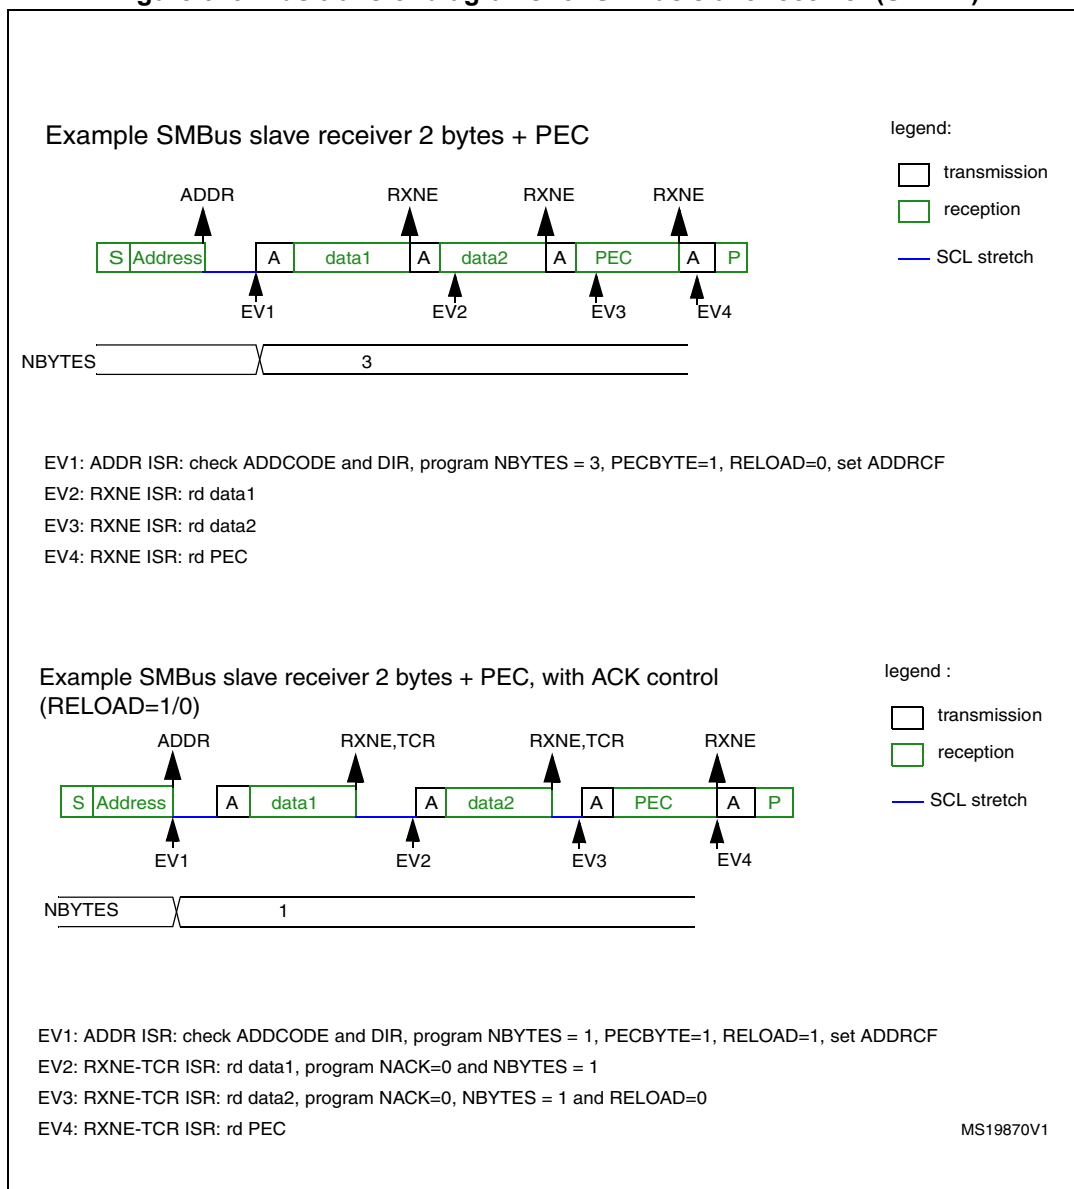 Example SMBus slave receiver 2 bytes + PEC
legend:
transmission
reception
SCL stretch
ADDR RXNE RXNE RXNE
S Address A data1 A data2 A PEC A P
EV1 EV2 EV3 EV4
NBYTES 3
EV1: ADDR ISR: check ADDCODE and DIR, program NBYTES = 3, PECBYTE=1, RELOAD=0, set ADDRCF
EV2: RXNE ISR: rd data1
EV3: RXNE ISR: rd data2
EV4: RXNE ISR: rd PEC
Example SMBus slave receiver 2 bytes + PEC, with ACK control
(RELOAD=1/0)
legend :
transmission
reception
SCL stretch
ADDR RXNE,TCR RXNE,TCR RXNE
S Address A data1 A data2 A PEC A P
EV1 EV2 EV3 EV4
NBYTES 1
EV1: ADDR ISR: check ADDCODE and DIR, program NBYTES = 1, PECBYTE=1, RELOAD=1, set ADDRCF
EV2: RXNE-TCR ISR: rd data1, program NACK=0 and NBYTES = 1
EV3: RXNE-TCR ISR: rd data2, program NACK=0, NBYTES = 1 and RELOAD=0
EV4: RXNE-TCR ISR: rd PEC
MS19870V1